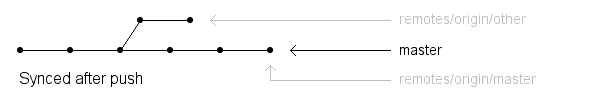 remotes/origin/other
master
Synced after push
remotes/origin/master